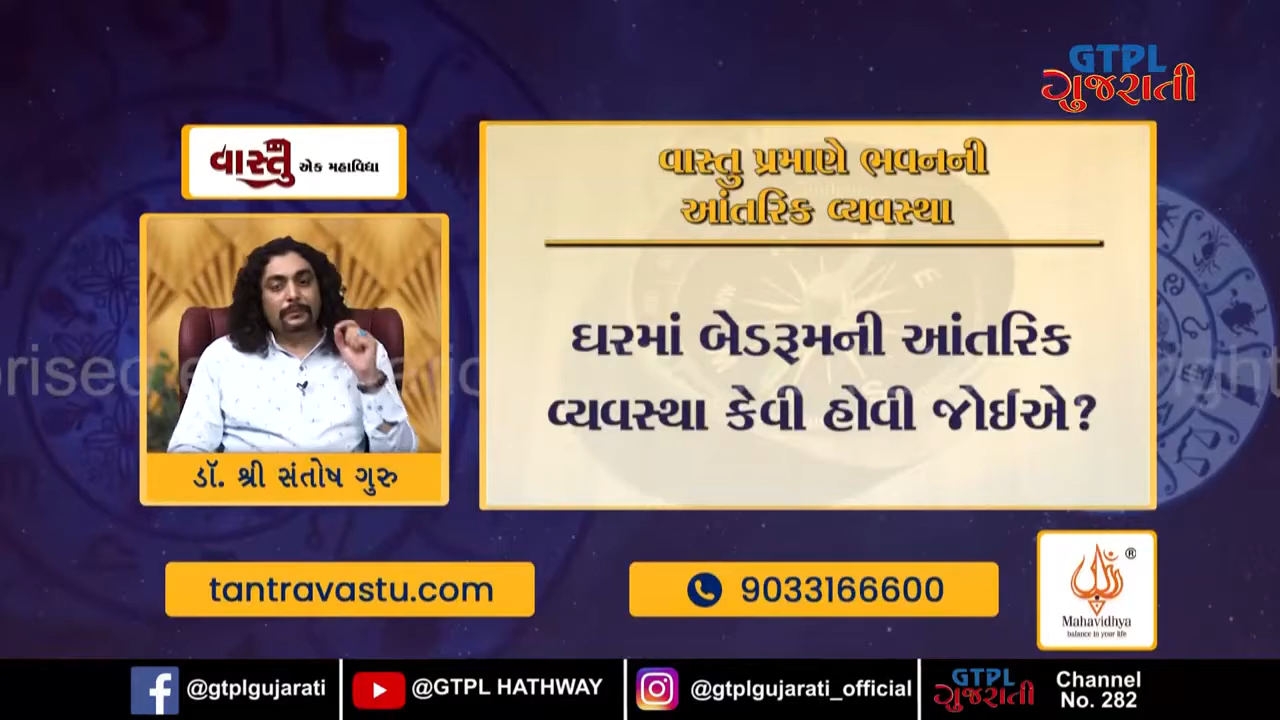 GTPL
ગુજરાતી
વાસ્તુ એક મહાવિદ્યા
વાસ્તુ પ્રમાણે ભવનની
આંતરિક વ્યવસ્થા
ઘરમાં બેડરૂમની આંતરિક
વ્યવસ્થા કેવી હોવી જોઈએ?
ડૉ. શ્રી સંતોષ ગુરુ
tantravastu.com
9033166600
®
Mahavidhya
balance in your life
@gtplgujarati
@GTPL HATHWAY
@gtplgujarati_official
GTPL
ગુજરાતી
Channel
No. 282